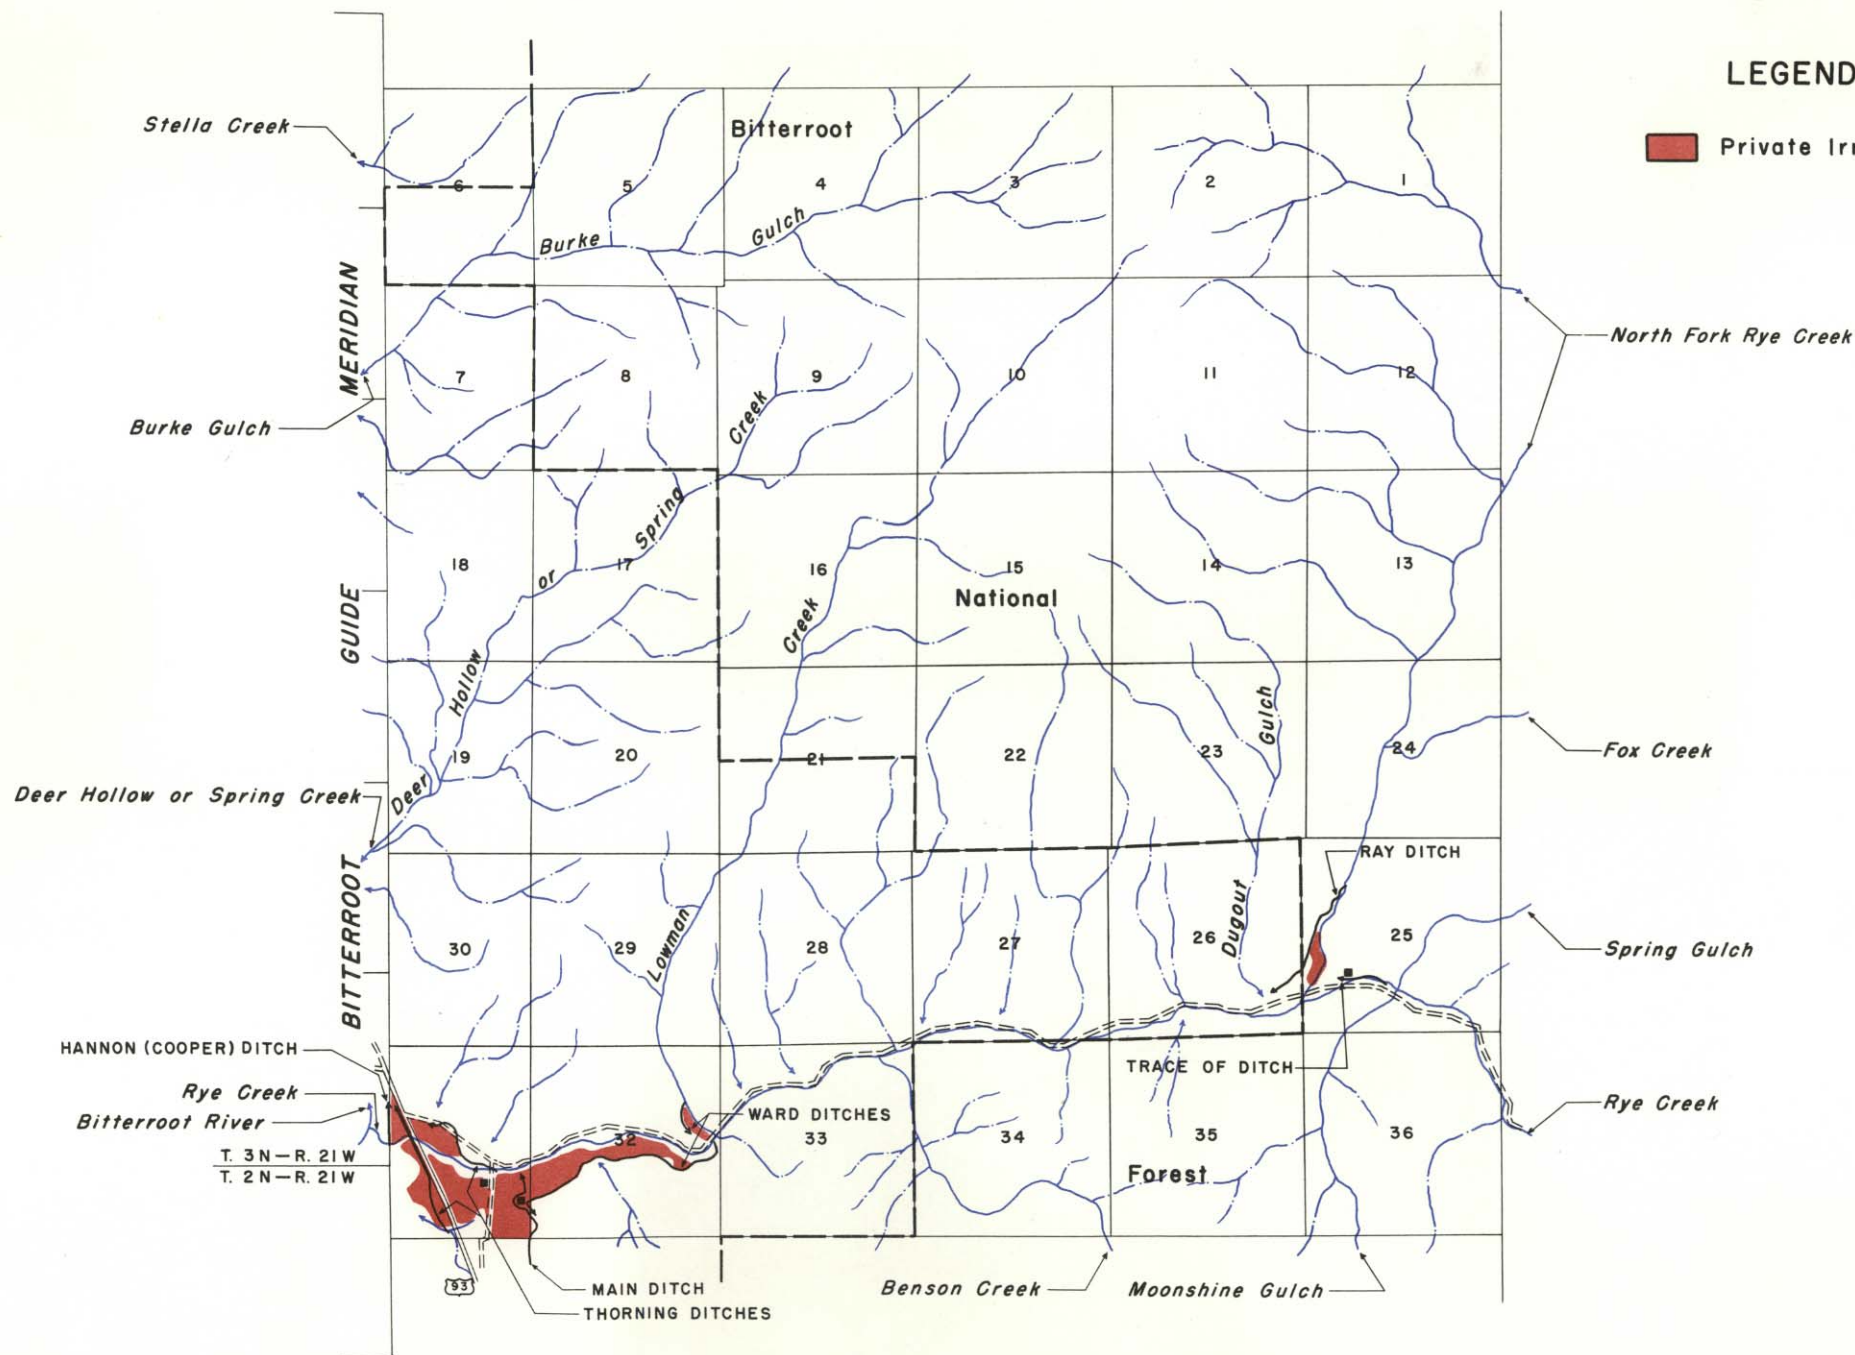 LEGEND
Private Irr
Stella Creek
Bitterroot
6 5 4 3 2 1
Burke Gulch
MERIDIAN
North Fork Rye Creek
7 8 9 10 11 12
Burke Gulch
Creek
Spring
18 or 17 16 15 14 13
National
GUIDE
Creek
Hollow
Gulch
19 20 21 22 23 24
Fox Creek
Deer
Deer Hollow or Spring Creek
RAY DITCH
BITTERROOT
Lowman
Dugout
30 29 28 27 26 25
Spring Gulch
HANNON (COOPER) DITCH
TRACE OF DITCH
Rye Creek
Rye Creek
Bitterroot River
WARD DITCHES
32 33 34 35 36
T. 3N—R. 21W
T. 2N—R. 21W
Forest
93
MAIN DITCH
Benson Creek
Moonshine Gulch
THORNING DITCHES